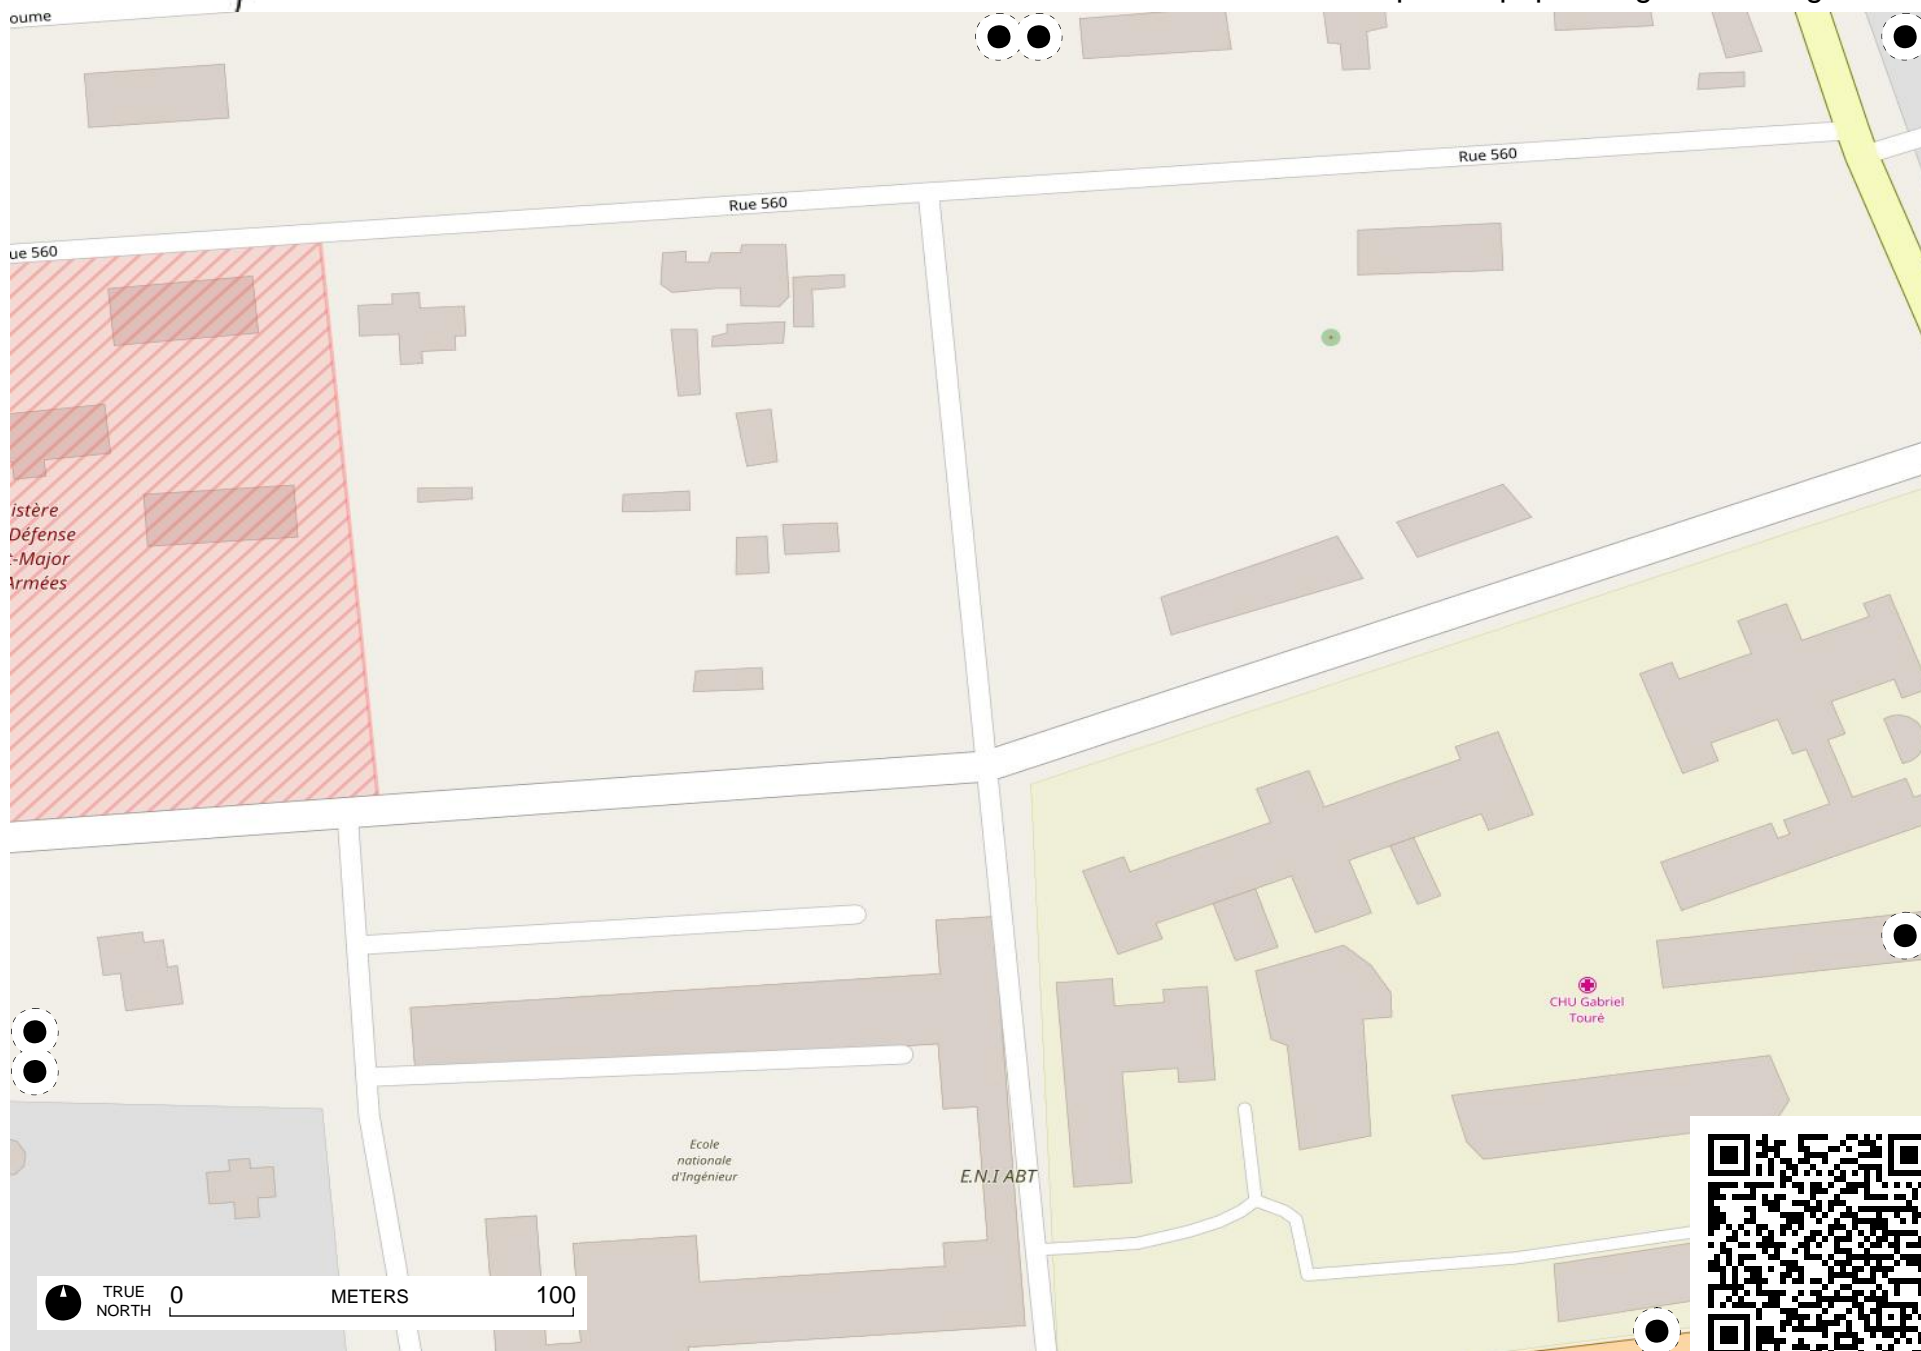 oume
Rue 560
Rue 560
ue 560
istère
Défense
t-Major
Armées
CHU Gabriel
Touré
Ecole
nationale
d'Ingénieur
E.N.I ABT
TRUE
NORTH
0 METERS 100